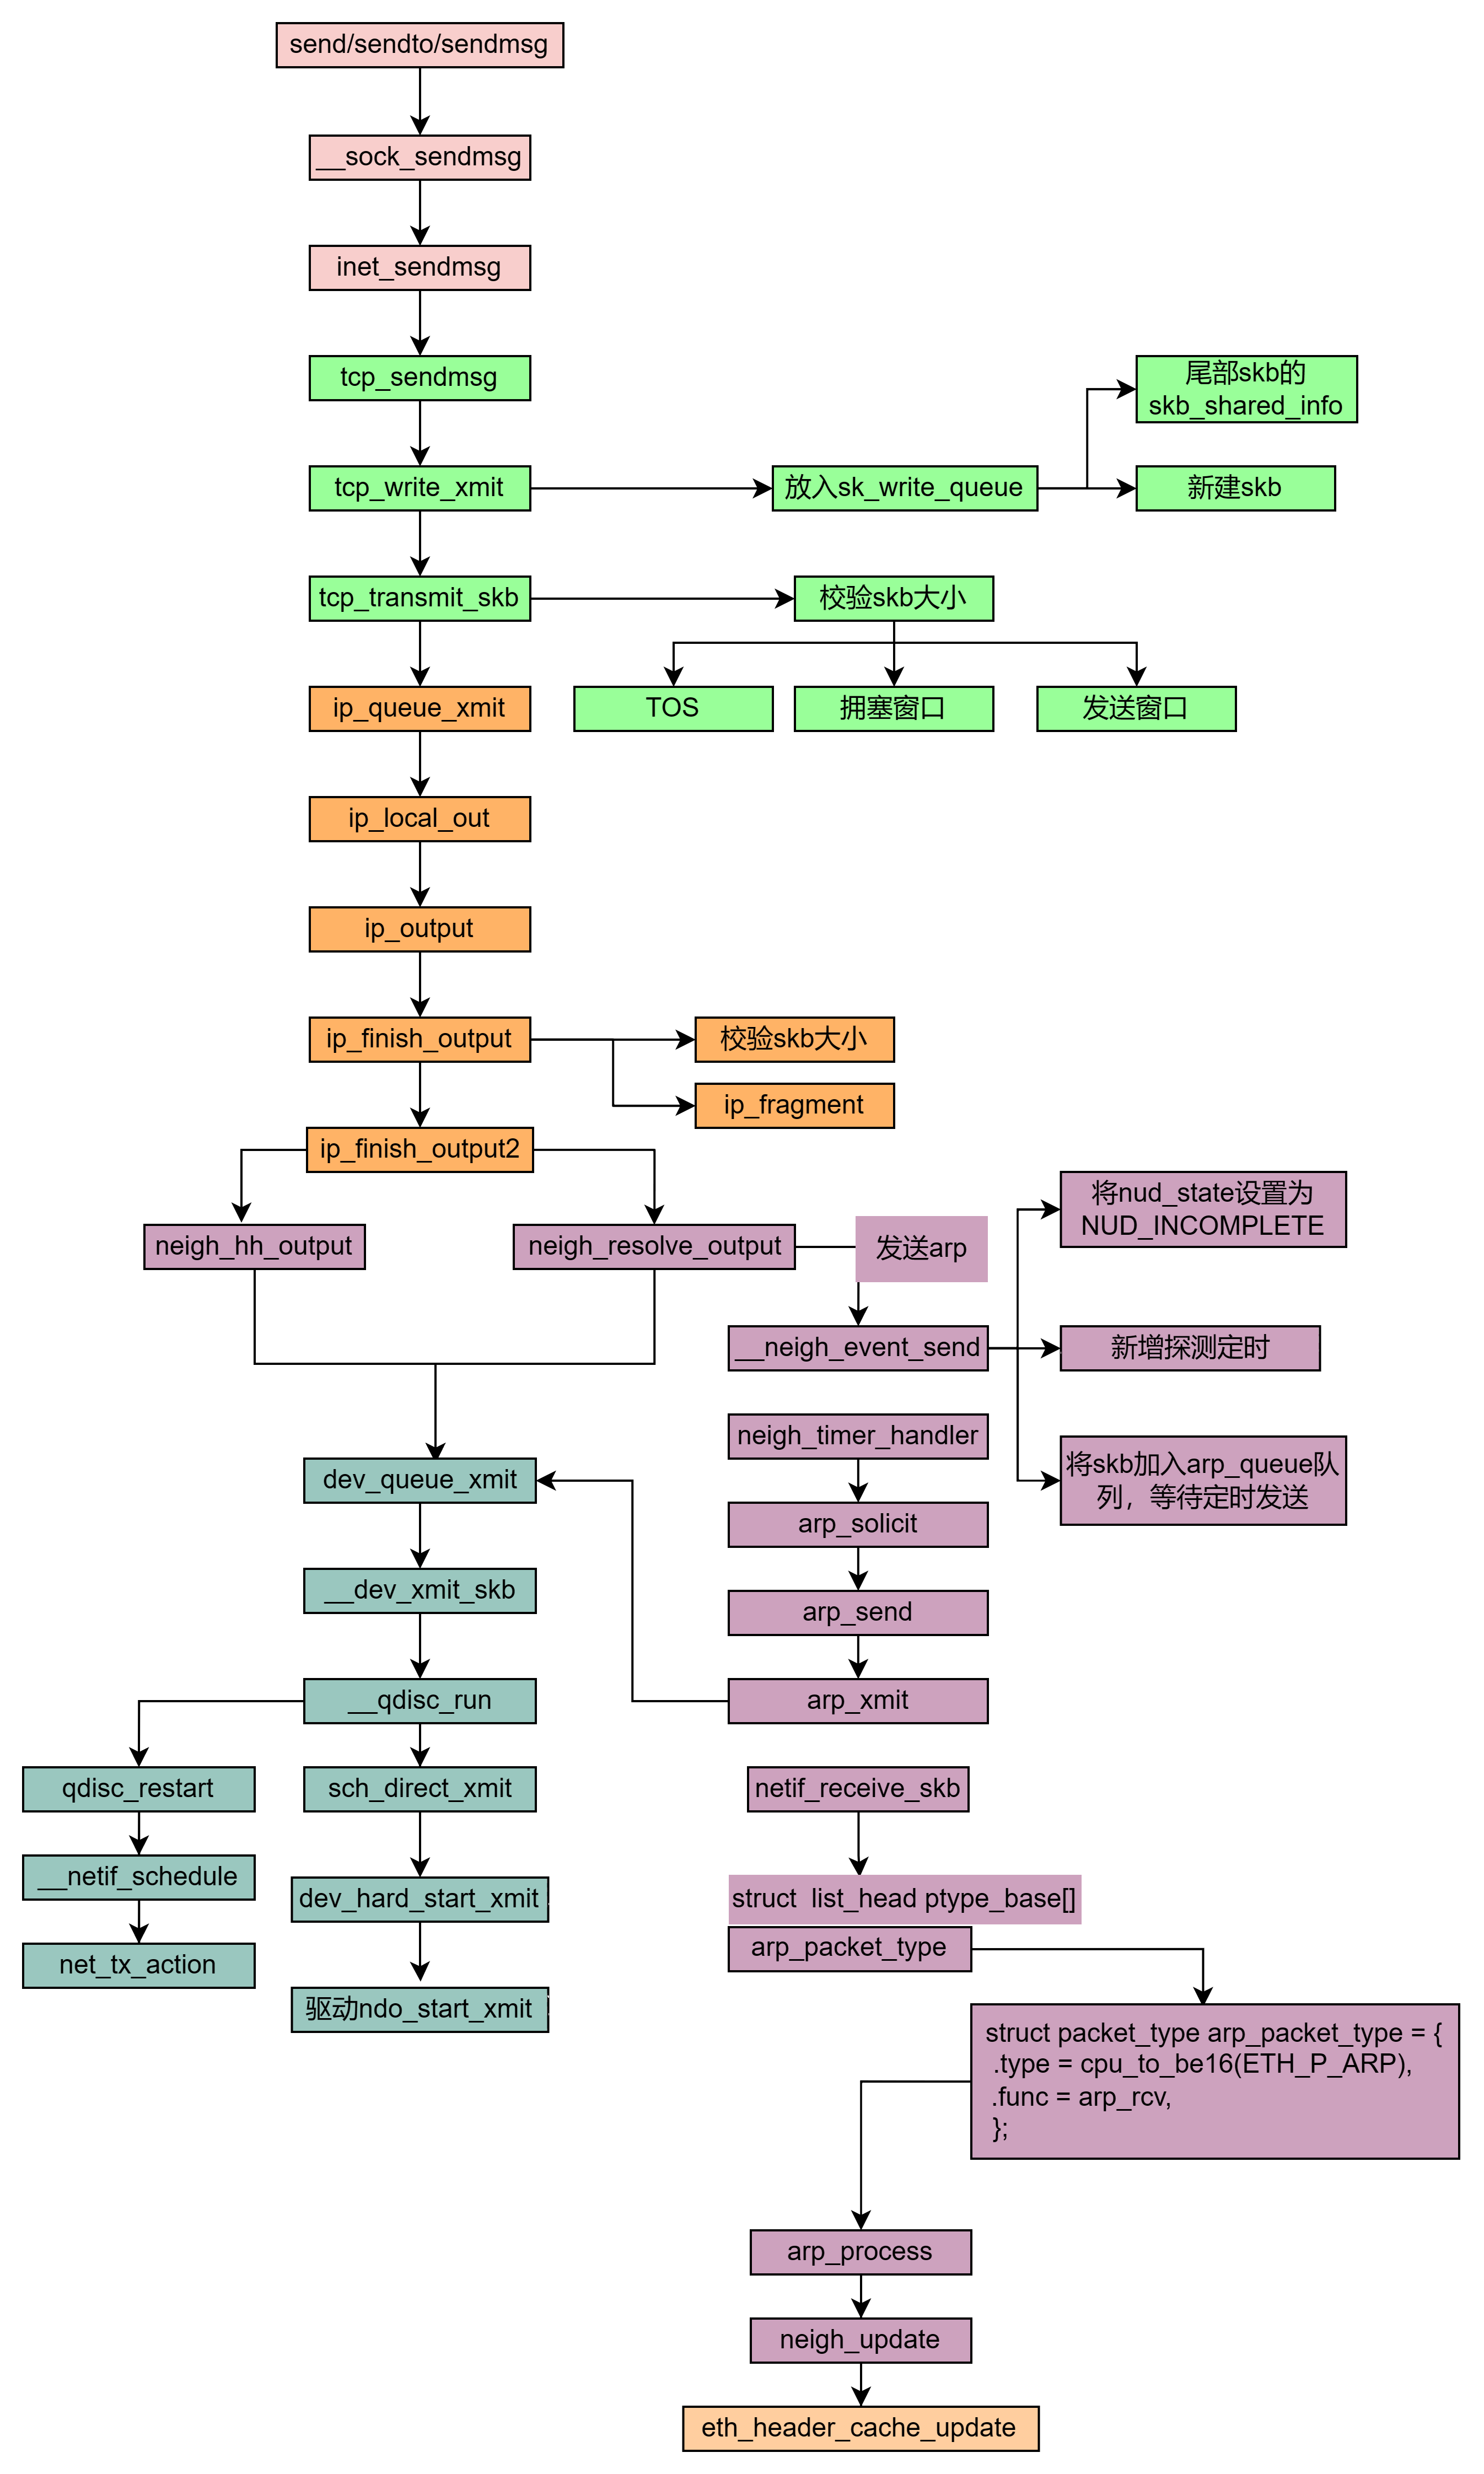 send/sendto/sendmsg
__sock_sendmsg
inet_sendmsg
tcp_sendmsg
尾部skb的
skb_shared_info
tcp_write_xmit
放入sk_write_queue
新建skb
tcp_transmit_skb
校验skb大小
ip_queue_xmit
TOS
拥塞窗口
发送窗口
ip_local_out
ip_output
ip_finish_output
校验skb大小
ip_fragment
ip_finish_output2
将nud_state设置为
NUD_INCOMPLETE
neigh_hh_output
neigh_resolve_output
发送arp
__neigh_event_send
新增探测定时
neigh_timer_handler
将skb加入arp_queue队
列，等待定时发送
dev_queue_xmit
arp_solicit
__dev_xmit_skb
arp_send
__qdisc_run
arp_xmit
qdisc_restart
sch_direct_xmit
netif_receive_skb
__netif_schedule
dev_hard_start_xmit
struct  list_head ptype_base[]
arp_packet_type
net_tx_action
驱动ndo_start_xmit
struct packet_type arp_packet_type = {
.type = cpu_to_be16(ETH_P_ARP),
.func = arp_rcv,
};
arp_process
neigh_update
eth_header_cache_update